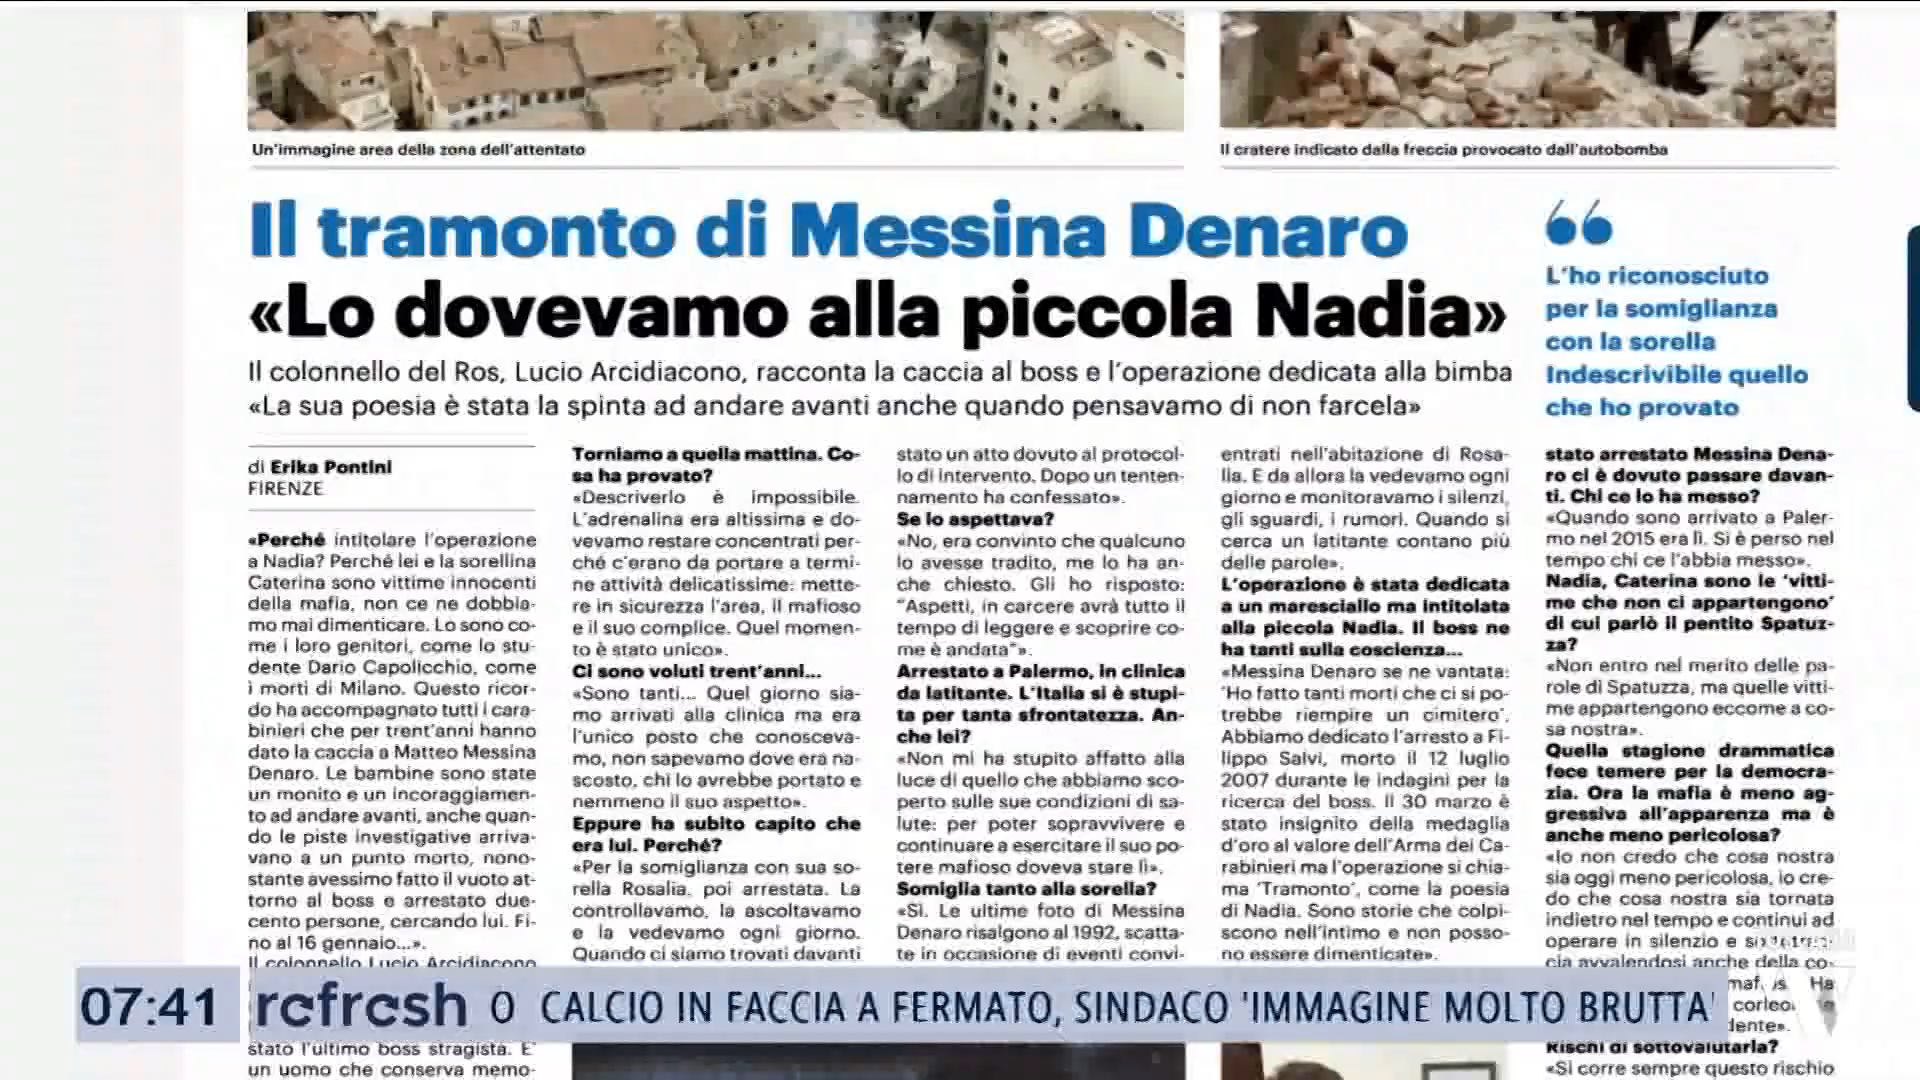 Un'immagine area della zona dell'attentato
Il cratere indicato dalla freccia provocato dall'autobomba
Il tramonto di Messina Denaro
«Lo dovevamo alla piccola Nadia»
Il colonnello del Ros, Lucio Arcidiacono, racconta la caccia al boss e l'operazione dedicata alla bimba
«La sua poesia è stata la spinta ad andare avanti anche quando pensavamo di non farcela»
L'ho riconosciuto
per la somiglianza
con la sorella
Indescrivibile quello
che ho provato
di Erika Pontini
FIRENZE
«Perché intitolare l'operazione
a Nadia? Perché lei e la sorellina
Caterina sono vittime innocenti
della mafia, non ce ne dobbia-
mo mai dimenticare. Lo sono co-
me i loro genitori, come lo stu-
dente Dario Capolicchio, come
i morti di Milano. Questo ricor-
do ha accompagnato tutti i cara-
binieri che per trent'anni hanno
dato la caccia a Matteo Messina
Denaro. Le bambine sono state
un monito e un incoraggiamen-
to ad andare avanti, anche quan-
do le piste investigative arriva-
vano a un punto morto, nono-
stante avessimo fatto il vuoto at-
torno al boss e arrestato due-
cento persone, cercando lui. Fi-
no al 16 gennaio...».
Il colonnello Lucio Arcidiacono
stato l'ultimo boss stragista. E'
un uomo che conserva memo-
Torniamo a quella mattina. Co-
sa ha provato?
«Descriverlo è impossibile.
L'adrenalina era altissima e do-
vevamo restare concentrati per-
ché c'erano da portare a termi-
ne attività delicatissime: mette-
re in sicurezza l'area, il mafioso
e il suo complice. Quel momen-
to è stato unico».
Ci sono voluti trent'anni...
«Sono tanti... Quel giorno sia-
mo arrivati alla clinica ma era
l'unico posto che conosceva-
mo, non sapevamo dove era na-
scosto, chi lo avrebbe portato e
nemmeno il suo aspetto».
Eppure ha subito capito che
era lui. Perché?
«Per la somiglianza con sua so-
rella Rosalia, poi arrestata. La
controllavamo, la ascoltavamo
e la vedevamo ogni giorno.
Quando ci siamo trovati davanti
stato un atto dovuto al protocol-
lo di intervento. Dopo un tenten-
namento ha confessato».
Se lo aspettava?
«No, era convinto che qualcuno
lo avesse tradito, me lo ha an-
che chiesto. Gli ho risposto:
"Aspetti, in carcere avrà tutto il
tempo di leggere e scoprire co-
me è andata"».
Arrestato a Palermo, in clinica
da latitante. L'Italia si è stupi-
ta per tanta sfrontatezza. An-
che lei?
«Non mi ha stupito affatto alla
luce di quello che abbiamo sco-
perto sulle sue condizioni di sa-
lute: per poter sopravvivere e
continuare a esercitare il suo po-
tere mafioso doveva stare lì».
Somiglia tanto alla sorella?
«Sì. Le ultime foto di Messina
Denaro risalgono al 1992, scatta-
te in occasione di eventi convi-
entrati nell'abitazione di Rosa-
lia. E da allora la vedevamo ogni
giorno e monitoravamo i silenzi,
gli sguardi, i rumori. Quando si
cerca un latitante contano più
delle parole».
L'operazione è stata dedicata
a un maresciallo ma intitolata
alla piccola Nadia. Il boss ne
ha tanti sulla coscienza...
«Messina Denaro se ne vantava:
'Ho fatto tanti morti che ci si po-
trebbe riempire un cimitero'.
Abbiamo dedicato l'arresto a Fi-
lippo Salvi, morto il 12 luglio
2007 durante le indagini per la
ricerca del boss. Il 30 marzo è
stato insignito della medaglia
d'oro al valore dell'Arma dei Ca-
rabinieri ma l'operazione si chia-
ma 'Tramonto', come la poesia
di Nadia. Sono storie che colpi-
scono nell'intimo e non posso-
no essere dimenticate».
stato arrestato Messina Dena-
ro ci è dovuto passare davan-
ti. Chi ce lo ha messo?
«Quando sono arrivato a Paler-
mo nel 2015 era lì. Si è perso nel
tempo chi ce l'abbia messo».
Nadia, Caterina sono le 'vitti-
me che non ci appartengono'
di cui parlò il pentito Spatuz-
za?
«Non entro nel merito delle pa-
role di Spatuzza, ma quelle vitti-
me appartengono eccome a co-
sa nostra».
Quella stagione drammatica
fece temere per la democra-
zia. Ora la mafia è meno ag-
gressiva all'apparenza ma è
anche meno pericolosa?
«Io non credo che cosa nostra
sia oggi meno pericolosa, io cre-
do che cosa nostra sia tornata
indietro nel tempo e continui ad
operare in silenzio e
cia avvalendosi anche della co-
Ha
dente».
Rischi di sottovalutarla?
«Si corre sempre questo rischio
07:41 refresh O CALCIO IN FACCIA A FERMATO, SINDACO 'IMMAGINE MOLTO BRUTTA'